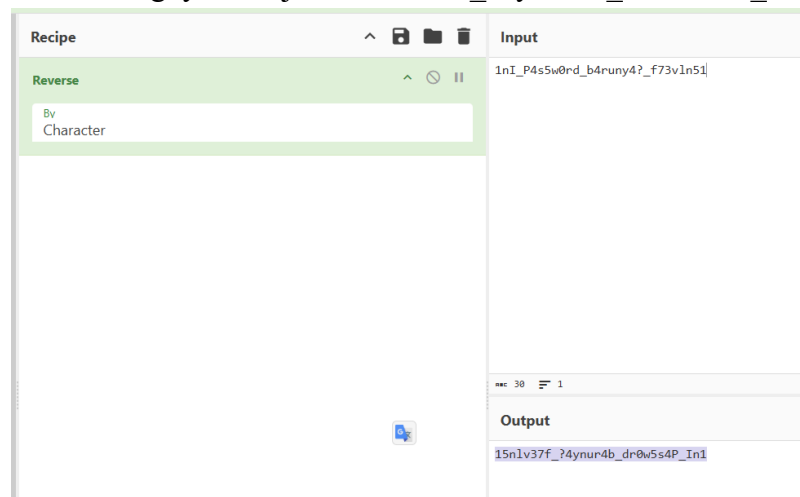 Recipe
Input
Reverse
By
Character
1nI_P4s5w0rd_b4runy4?_f73vln51
30 1
Output
15nlv37f_?4ynur4b_dr0w5s4P_In1